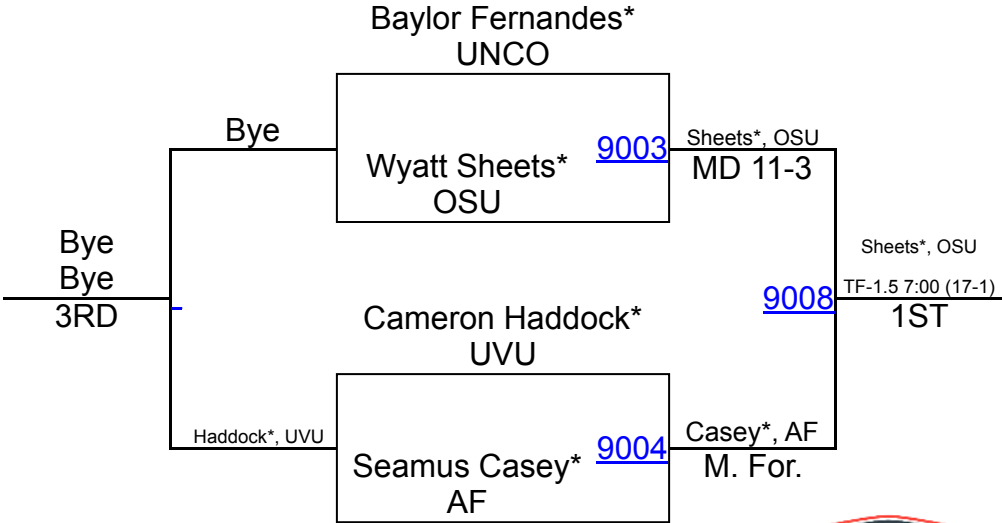 Baylor Fernandes*
UNCO
Bye
9003
Sheets*, OSU
Wyatt Sheets*
MD 11-3
OSU
Bye
Bye
3RD
Sheets*, OSU
TF-1.5 7:00 (17-1)
9008
1ST
Cameron Haddock*
UVU
Haddock*, UVU
9004
Casey*, AF
Seamus Casey*
M. For.
AF